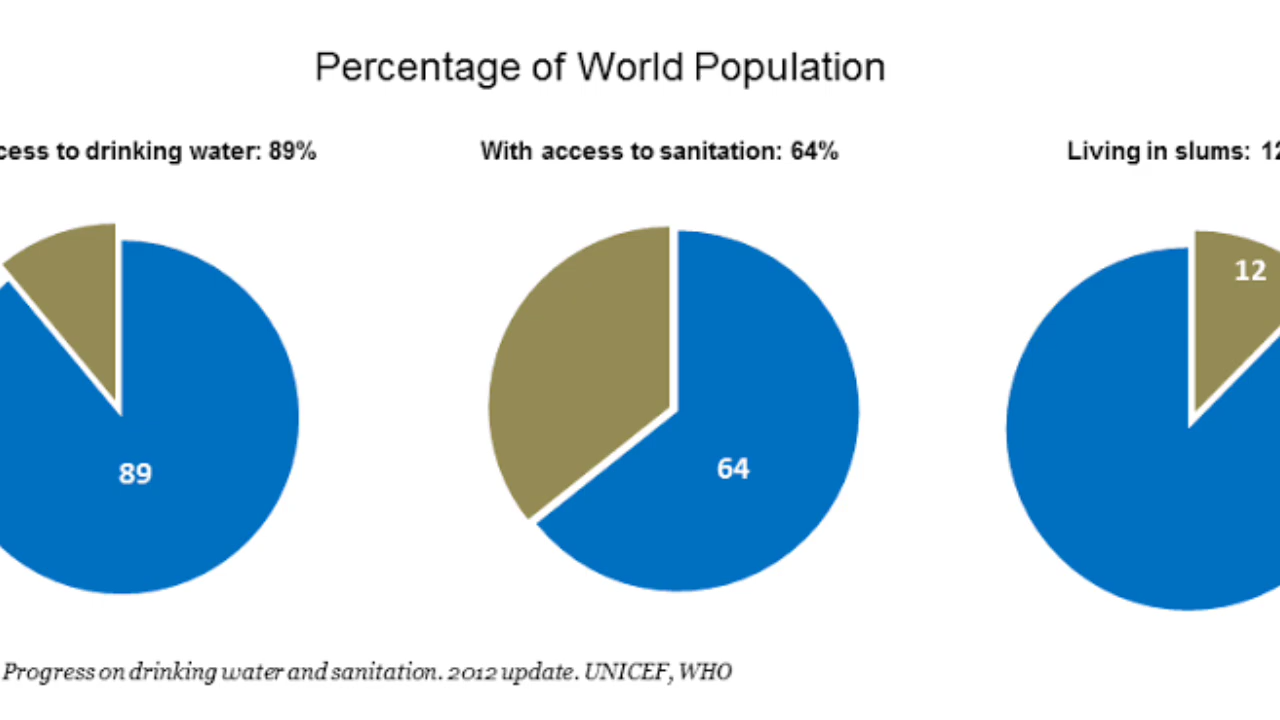 Percentage of World Population
cess to drinking water: 89%
With access to sanitation: 64%
Living in slums: 12
89
64
12
Progress on drinking water and sanitation. 2012 update. UNICEF, WHO